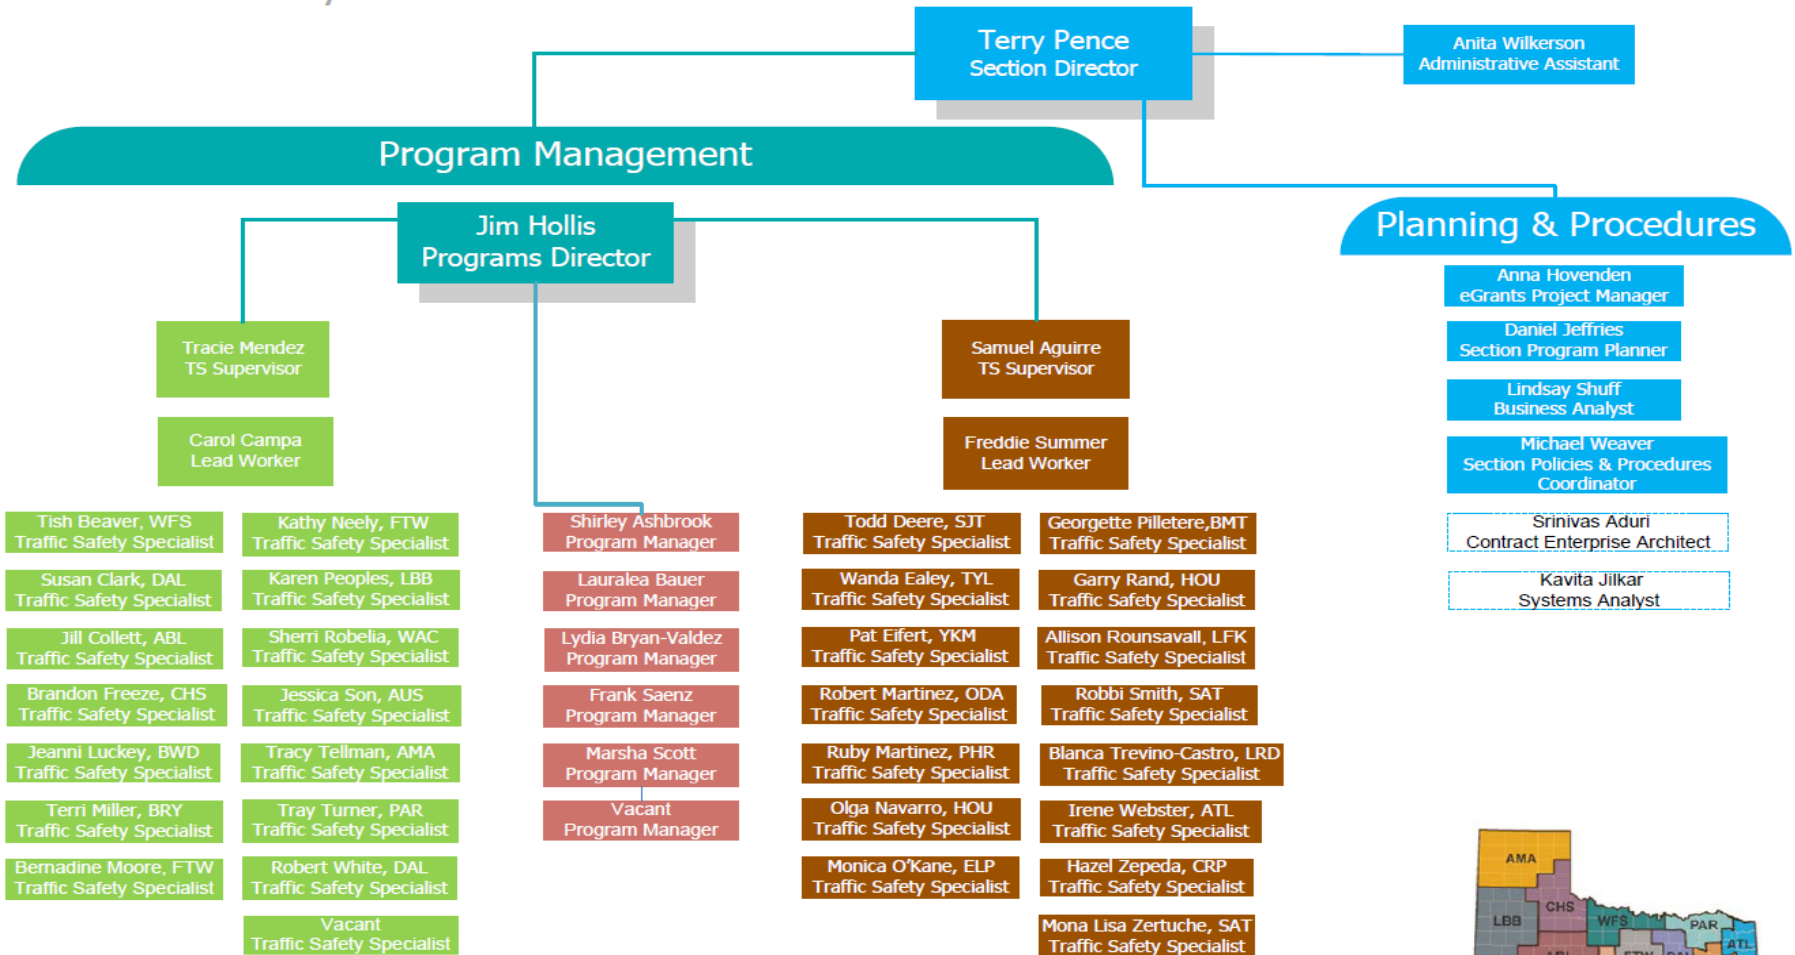 Terry Pence
Section Director
Anita Wilkerson
Administrative Assistant
Program Management
Jim Hollis
Programs Director
Planning & Procedures
Anna Hovenden
eGrants Project Manager
Daniel Jeffries
Section Program Planner
Lindsay Shuff
Business Analyst
Michael Weaver
Section Policies & Procedures
Coordinator
Srinivas Aduri
Contract Enterprise Architect
Kavita Jilkar
Systems Analyst
Tracie Mendez
TS Supervisor
Carol Campa
Lead Worker
Samuel Aguirre
TS Supervisor
Freddie Summer
Lead Worker
Tish Beaver, WFS
Traffic Safety Specialist
Susan Clark, DAL
Traffic Safety Specialist
Jill Collett, ABL
Traffic Safety Specialist
Brandon Freeze, CHS
Traffic Safety Specialist
Jeanni Luckey, BWD
Traffic Safety Specialist
Terri Miller, BRY
Traffic Safety Specialist
Bernadine Moore, FTW
Traffic Safety Specialist
Kathy Neely, FTW
Traffic Safety Specialist
Karen Peoples, LBB
Traffic Safety Specialist
Sherri Robelia, WAC
Traffic Safety Specialist
Jessica Son, AUS
Traffic Safety Specialist
Tracy Tellman, AMA
Traffic Safety Specialist
Tray Turner, PAR
Traffic Safety Specialist
Robert White, DAL
Traffic Safety Specialist
Vacant
Traffic Safety Specialist
Shirley Ashbrook
Program Manager
Lauralea Bauer
Program Manager
Lydia Bryan-Valdez
Program Manager
Frank Saenz
Program Manager
Marsha Scott
Program Manager
Vacant
Program Manager
Todd Deere, SJT
Traffic Safety Specialist
Wanda Ealey, TYL
Traffic Safety Specialist
Pat Eifert, YKM
Traffic Safety Specialist
Robert Martinez, ODA
Traffic Safety Specialist
Ruby Martinez, PHR
Traffic Safety Specialist
Olga Navarro, HOU
Traffic Safety Specialist
Monica O'Kane, ELP
Traffic Safety Specialist
Georgette Pilletere,BMT
Traffic Safety Specialist
Garry Rand, HOU
Traffic Safety Specialist
Allison Rounsavall, LFK
Traffic Safety Specialist
Robbi Smith, SAT
Traffic Safety Specialist
Blanca Trevino-Castro, LRD
Traffic Safety Specialist
Irene Webster, ATL
Traffic Safety Specialist
Hazel Zepeda, CRP
Traffic Safety Specialist
Mona Lisa Zertuche, SAT
Traffic Safety Specialist
AMA
LBB
CHS
WFS
PAR
ATL